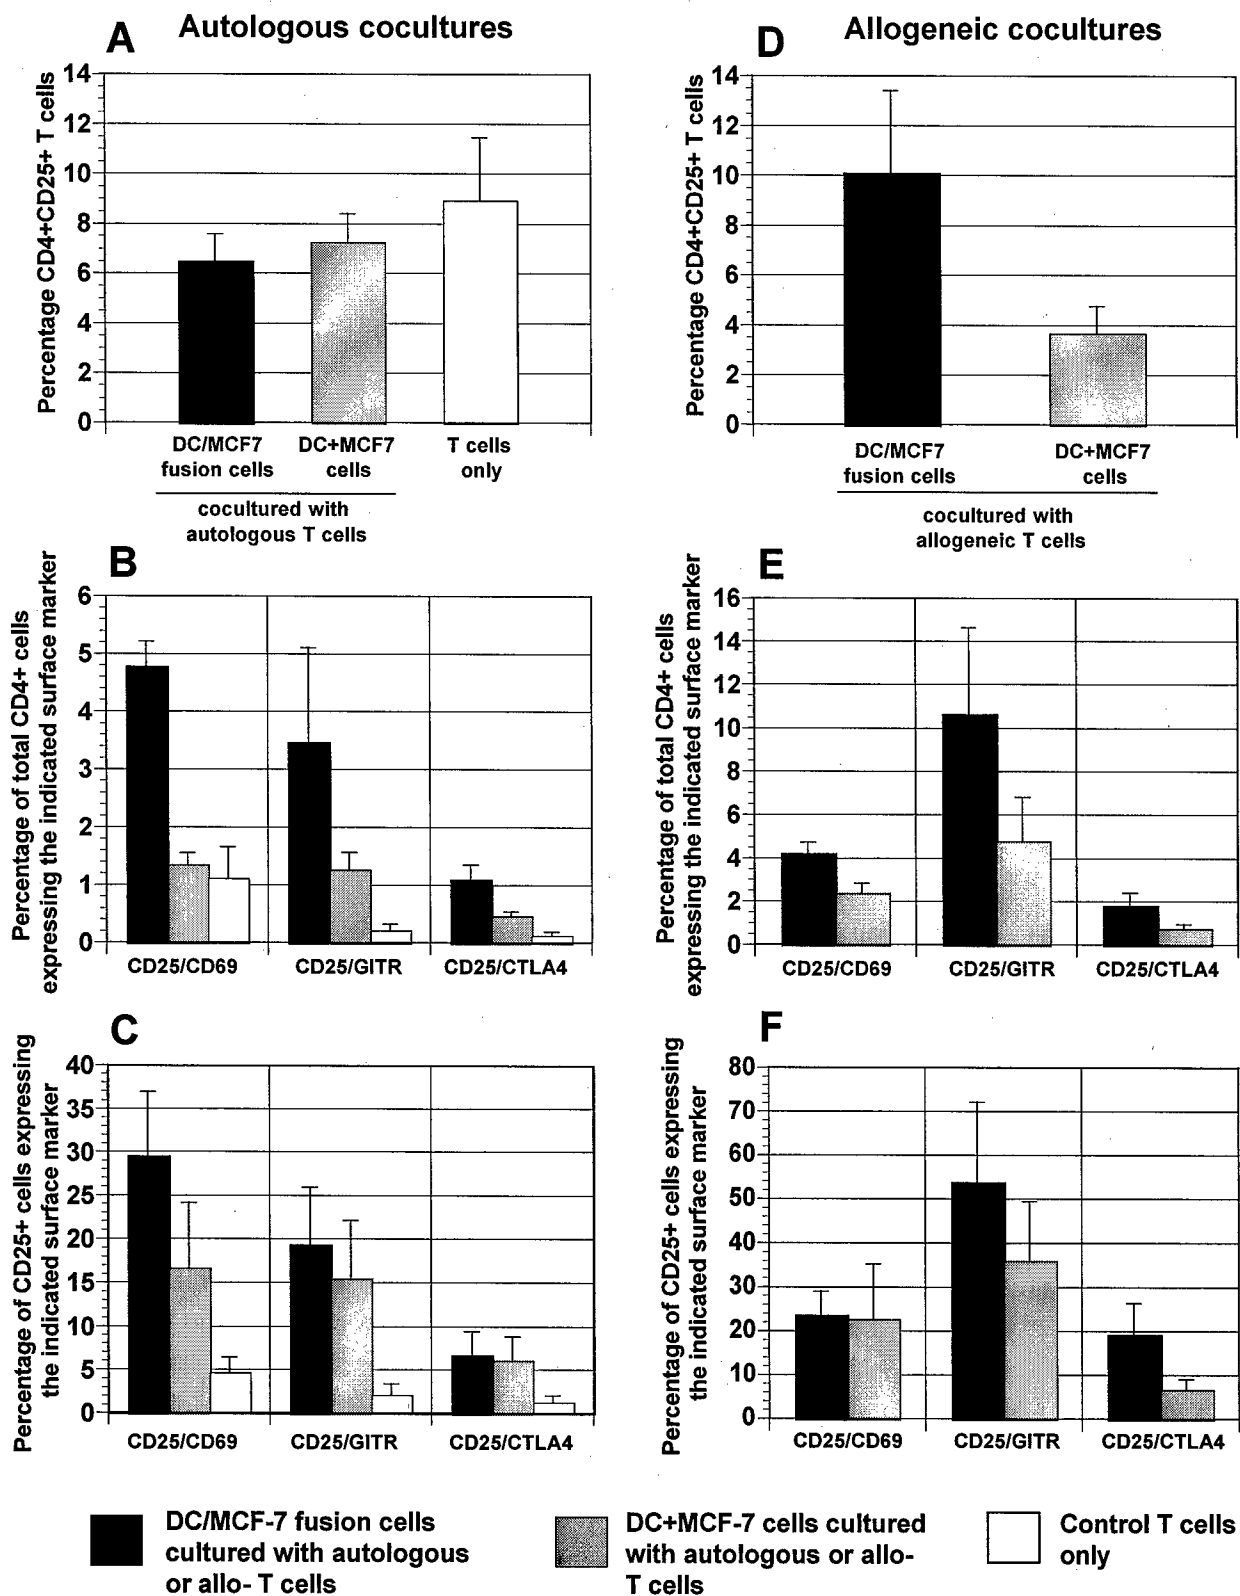 A
Autologous cocultures
Percentage CD4+CD25+ T cells
14
12
10
8
6
4
2
0
DC/MCF7
fusion cells
DC+MCF7
cells
T cells
only
cocultured with
autologous T cells
D
Allogeneic cocultures
Percentage CD4+CD25+ T cells
14
12
10
8
6
4
2
0
DC/MCF7
fusion cells
DC+MCF7
cells
cocultured with
allogeneic T cells
B
Percentage of total CD4+ cells
expressing the indicated surface marker
6
5
4
3
2
1
0
CD25/CD69
CD25/GITR
CD25/CTLA4
E
Percentage of total CD4+ cells
expressing the indicated surface marker
16
14
12
10
8
6
4
2
0
CD25/CD69
CD25/GITR
CD25/CTLA4
C
Percentage of CD25+ cells expressing
the indicated surface marker
40
35
30
25
20
15
10
5
0
CD25/CD69
CD25/GITR
CD25/CTLA4
F
Percentage of CD25+ cells expressing
the indicated surface marker
80
70
60
50
40
30
20
10
0
CD25/CD69
CD25/GITR
CD25/CTLA4
DC/MCF-7 fusion cells
cultured with autologous
or allo- T cells
DC+MCF-7 cells cultured
with autologous or allo-
T cells
Control T cells
only